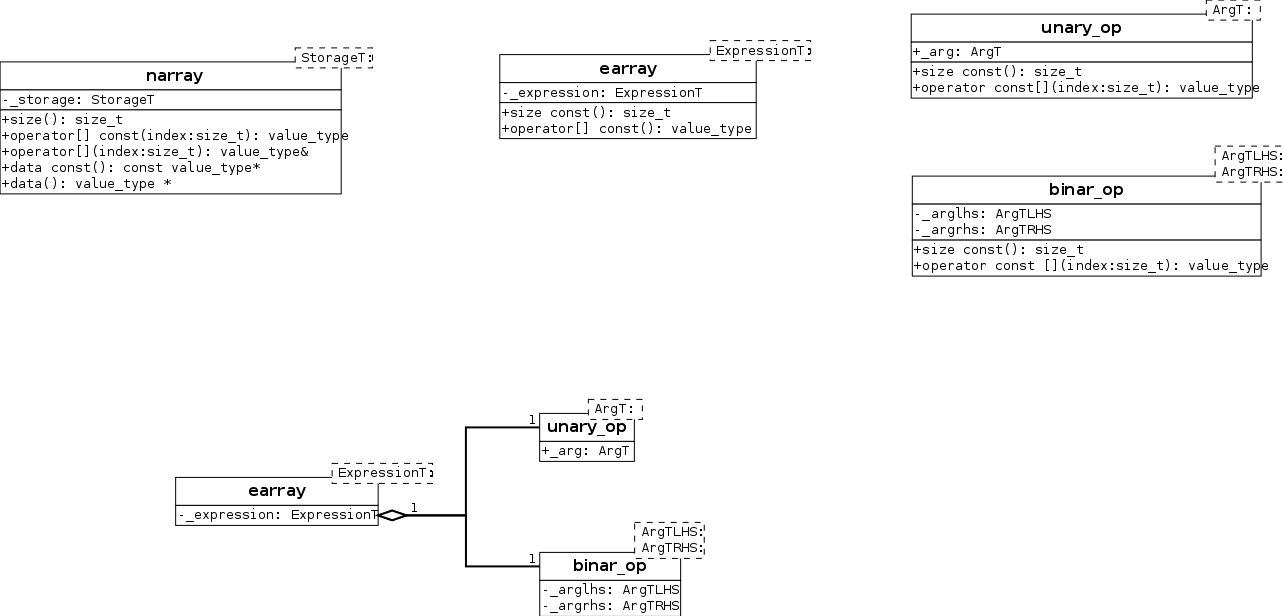 StorageT:
narray
-_storage: StorageT
+size(): size_t
+operator[] const(index:size_t): value_type
+operator[](index:size_t): value_type&
+data const(): const value_type*
+data(): value_type *
ExpressionT:
earray
-_expression: ExpressionT
+size const(): size_t
+operator[] const(): value_type
ArgT:
unary_op
+_arg: ArgT
+size const(): size_t
+operator const[](index:size_t): value_type
ArgTLHS:
ArgTRHS:
binar_op
-_arglhs: ArgTLHS
-_argrhs: ArgTRHS
+size const(): size_t
+operator const [](index:size_t): value_type
ExpressionT:
earray
-_expression: ExpressionT
1
1
ArgT:
unary_op
+_arg: ArgT
1
ArgTLHS:
ArgTRHS:
binar_op
-_arglhs: ArgTLHS
-_argrhs: ArgTRHS